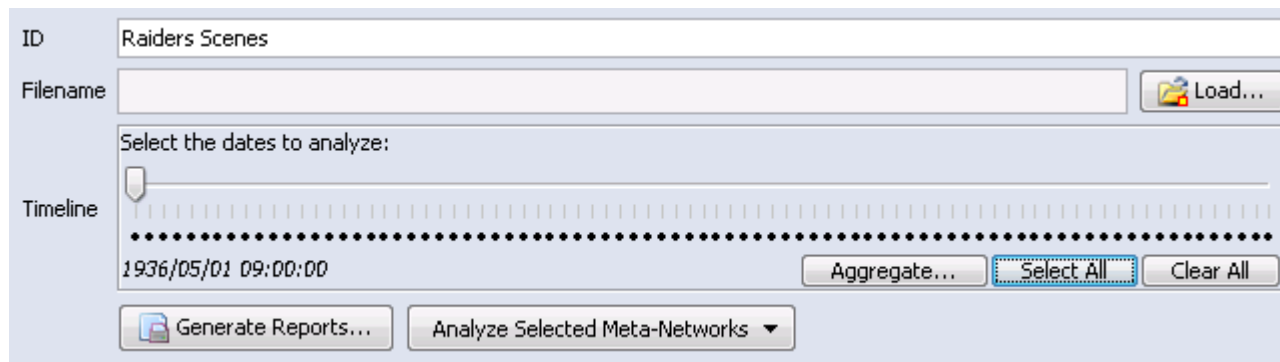 ID Raiders Scenes
Filename Load...
Select the dates to analyze:
Timeline
1936/05/01 09:00:00 Aggregate... Select All Clear All
Generate Reports... Analyze Selected Meta-Networks